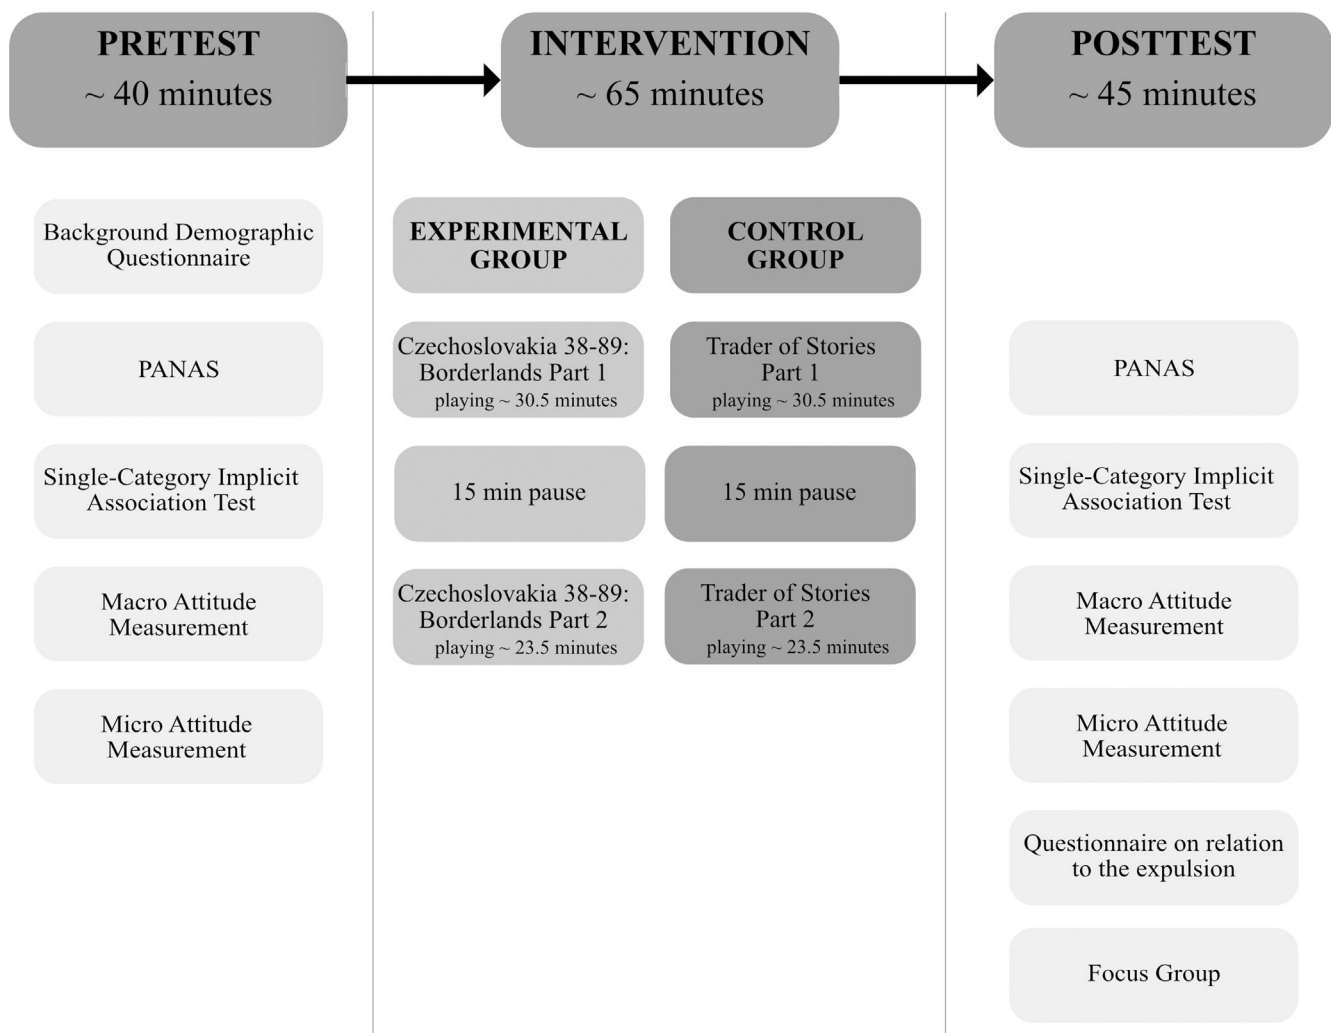 PRETEST
~ 40 minutes
INTERVENTION
~ 65 minutes
POSTTEST
~ 45 minutes
Background Demographic
Questionnaire
PANAS
Single-Category Implicit
Association Test
Macro Attitude
Measurement
Micro Attitude
Measurement
EXPERIMENTAL
GROUP
Czechoslovakia 38-89:
Borderlands Part 1
playing ~ 30.5 minutes
15 min pause
Czechoslovakia 38-89:
Borderlands Part 2
playing ~ 23.5 minutes
CONTROL
GROUP
Trader of Stories
Part 1
playing ~ 30.5 minutes
15 min pause
Trader of Stories
Part 2
playing ~ 23.5 minutes
PANAS
Single-Category Implicit
Association Test
Macro Attitude
Measurement
Micro Attitude
Measurement
Questionnaire on relation
to the expulsion
Focus Group